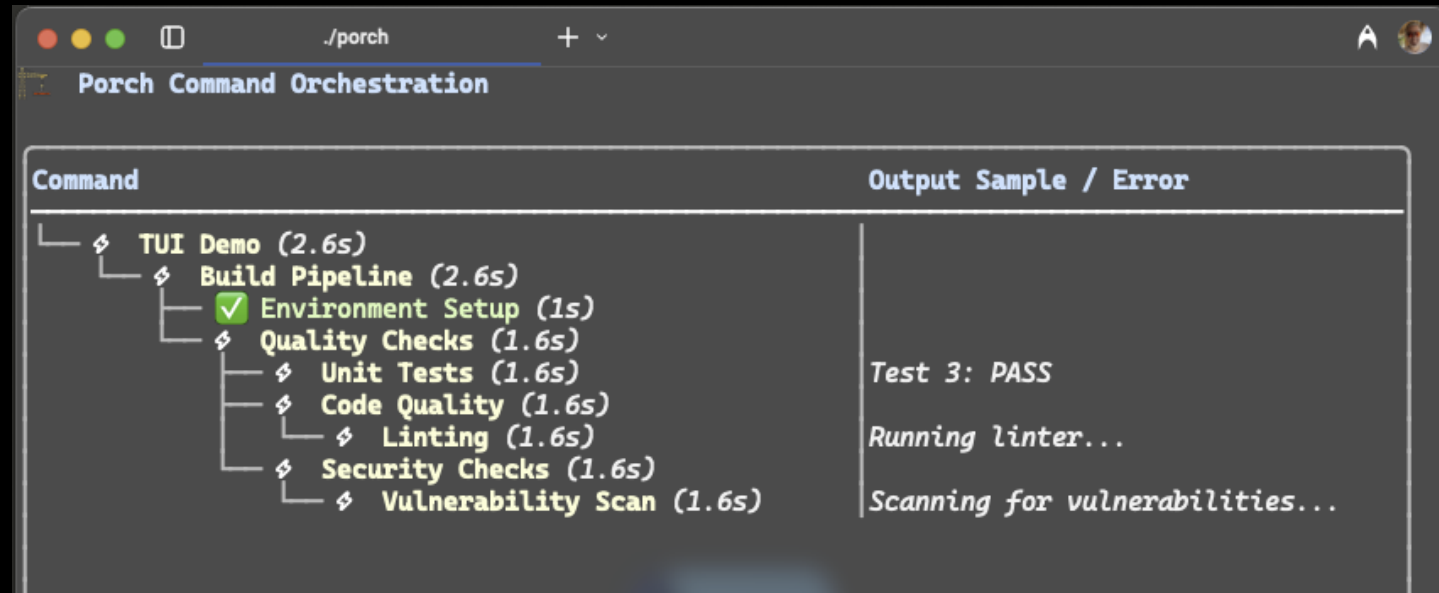 ./porch
Porch Command Orchestration
Command Output Sample / Error
TUI Demo (2.6s)
Build Pipeline (2.6s)
Environment Setup (1s)
Quality Checks (1.6s)
Unit Tests (1.6s) Test 3: PASS
Code Quality (1.6s)
Linting (1.6s) Running linter...
Security Checks (1.6s)
Vulnerability Scan (1.6s) Scanning for vulnerabilities...